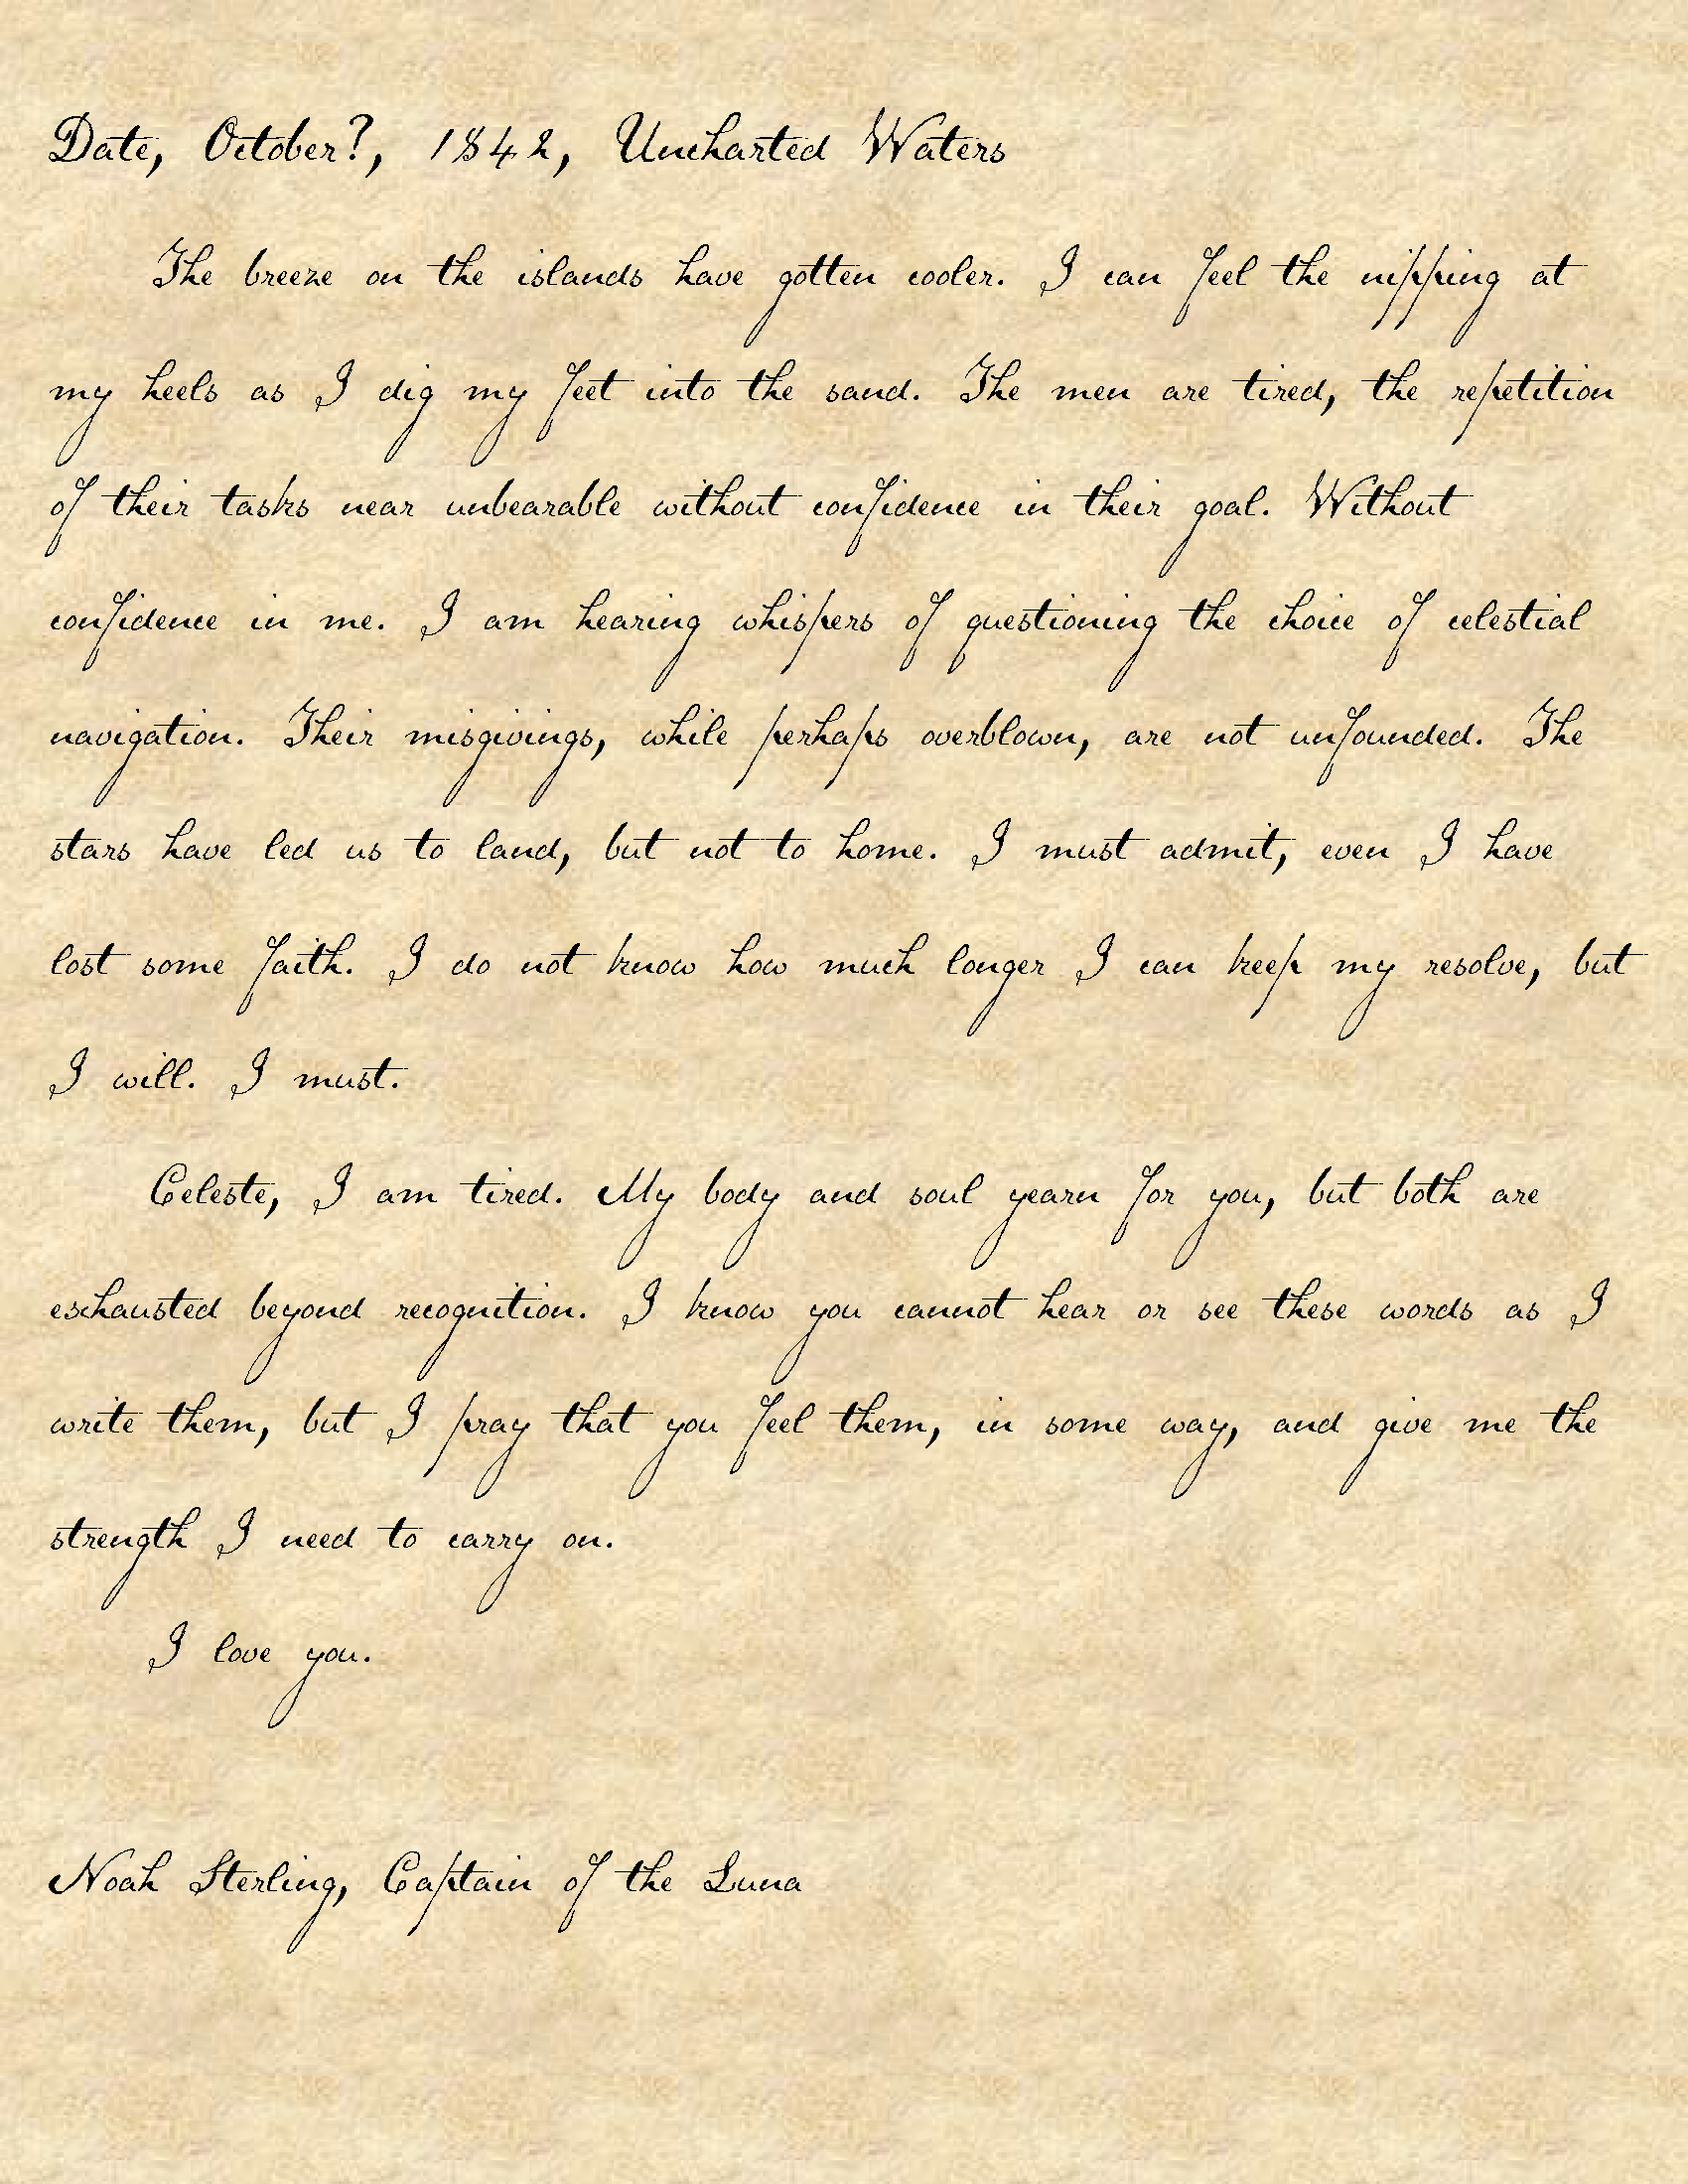 Date, October?, 1842, Uncharted Waters
The breeze on the islands have gotten cooler. I can feel the nipping at
my heels as I dig my feet into the sand. The men are tired, the repetition
of their tasks near unbearable without confidence in their goal. Without
confidence in me. I am hearing whispers of questioning the choice of celestial
navigation. Their misgivings, while perhaps overblown, are not unfounded. The
stars have led us to land, but not to home. I must admit, even I have
lost some faith. I do not know how much longer I can keep my resolve, but
I will. I must.
Celeste, I am tired. My body and soul yearn for you, but both are
exhausted beyond recognition. I know you cannot hear or see these words as I
write them, but I pray that you feel them, in some way, and give me the
strength I need to carry on.
I love you.
Noah Sterling, Captain of the Luna